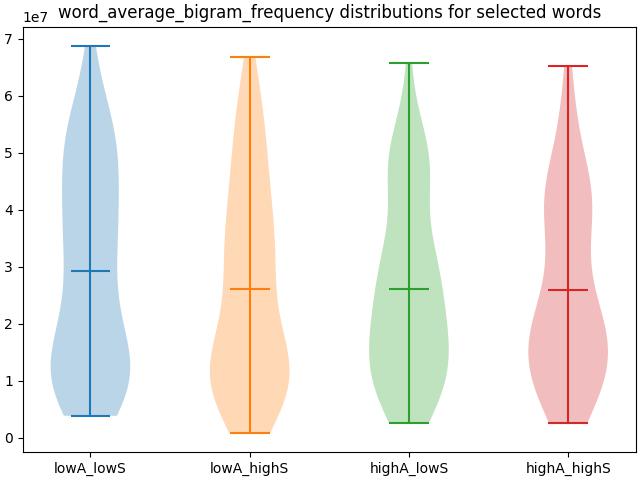 word_average_bigram_frequency distributions for selected words
1e7
7
6
5
4
3
2
1
0
lowA_lowS lowA_highS highA_lowS highA_highS